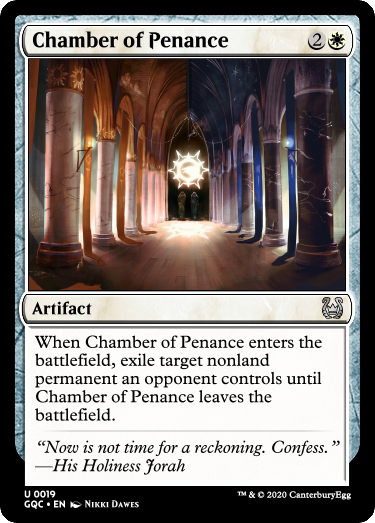 Chamber of Penance 2
Artifact
When Chamber of Penance enters the
battlefield, exile target nonland
permanent an opponent controls until
Chamber of Penance leaves the
battlefield.
“Now is not time for a reckoning. Confess.”
—His Holiness Jorah
U 0019
GQC • EN Nikki Dawes
™ & © 2020 CanterburyEgg